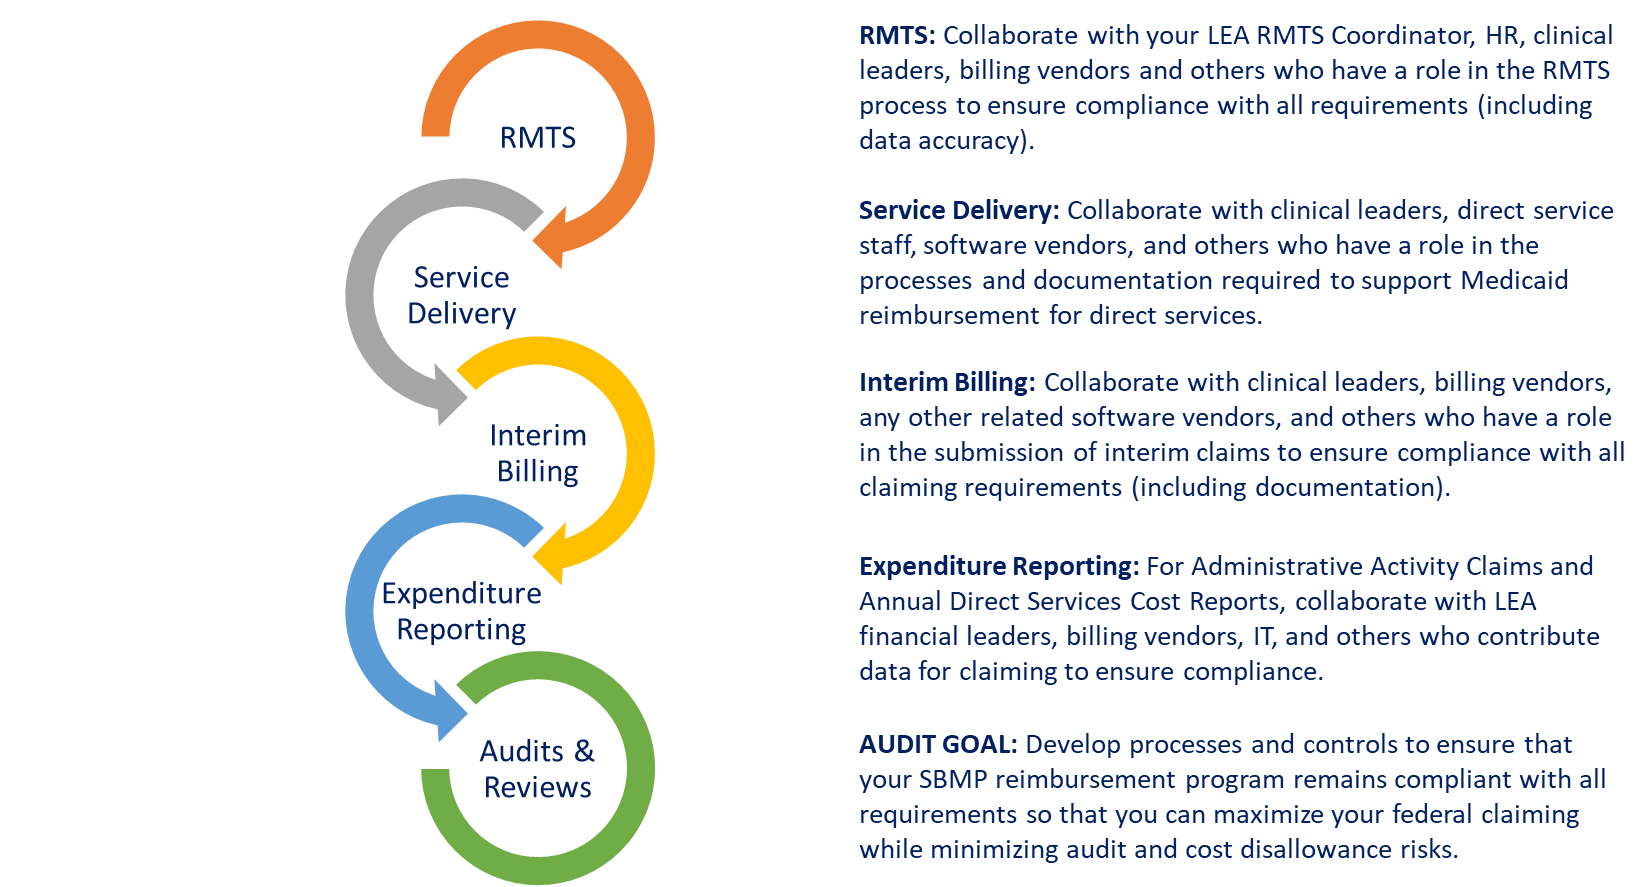 RMTS
Service
Delivery
Interim
Billing
Expenditure
Reporting
Audits &
Reviews
RMTS: Collaborate with your LEA RMTS Coordinator, HR, clinical
leaders, billing vendors and others who have a role in the RMTS
process to ensure compliance with all requirements (including
data accuracy).
Service Delivery: Collaborate with clinical leaders, direct service
staff, software vendors, and others who have a role in the
processes and documentation required to support Medicaid
reimbursement for direct services.
Interim Billing: Collaborate with clinical leaders, billing vendors,
any other related software vendors, and others who have a role
in the submission of interim claims to ensure compliance with all
claiming requirements (including documentation).
Expenditure Reporting: For Administrative Activity Claims and
Annual Direct Services Cost Reports, collaborate with LEA
financial leaders, billing vendors, IT, and others who contribute
data for claiming to ensure compliance.
AUDIT GOAL: Develop processes and controls to ensure that
your SBMP reimbursement program remains compliant with all
requirements so that you can maximize your federal claiming
while minimizing audit and cost disallowance risks.